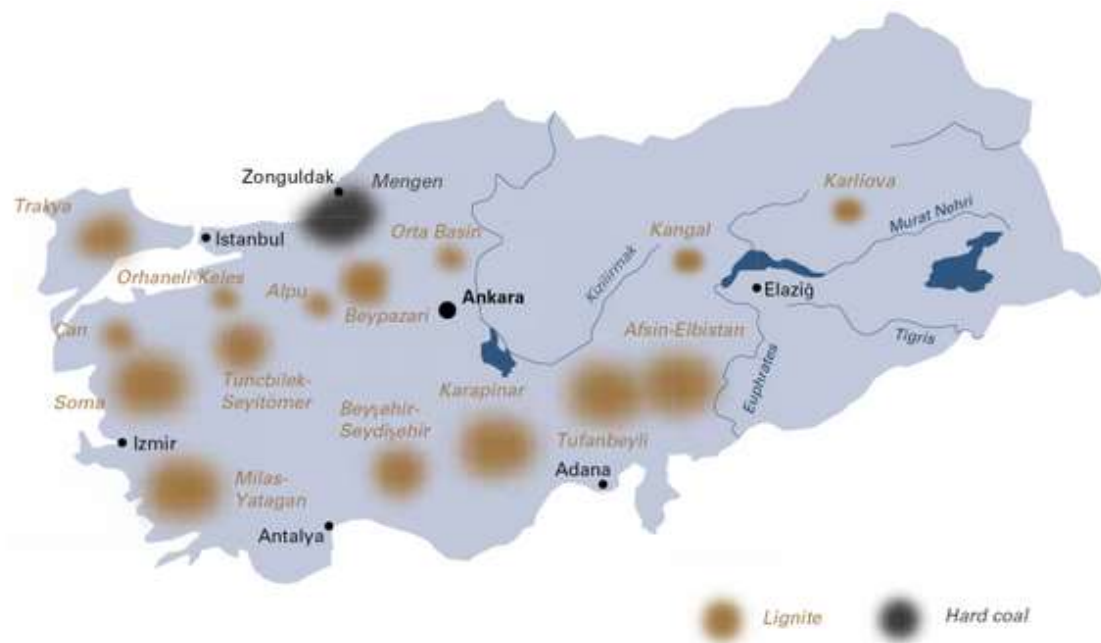 Zonguldak
Mengen
Trakya
Istanbul
Orta Basin
Karliova
Kangal
Murat Nehri
Orhaneli-Keles
Alpu
Beypazari
Ankara
Kizilirmak
Elaziğ
Çan
Afsin-Elbistan
Tigris
Euphrates
Soma
Tuncbilek-
Seyitömer
Karapinar
Beyşehir-
Seydişehir
Izmir
Tufanbeyli
Adana
Milas-
Yatagan
Antalya
Lignite
Hard coal